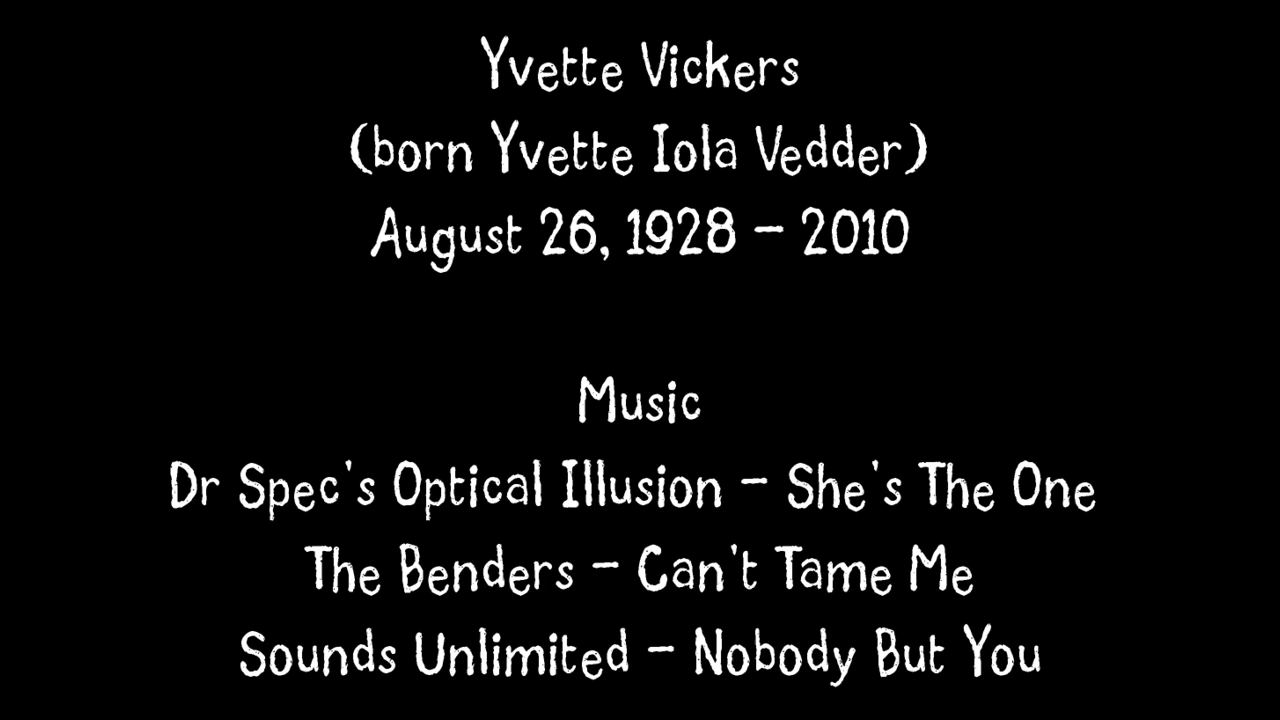 Yvette Vickers
(born Yvette Iola Vedder)
August 26, 1928 – 2010
Music
Dr Spec's Optical Illusion – She's The One
The Benders – Can't Tame Me
Sounds Unlimited – Nobody But You